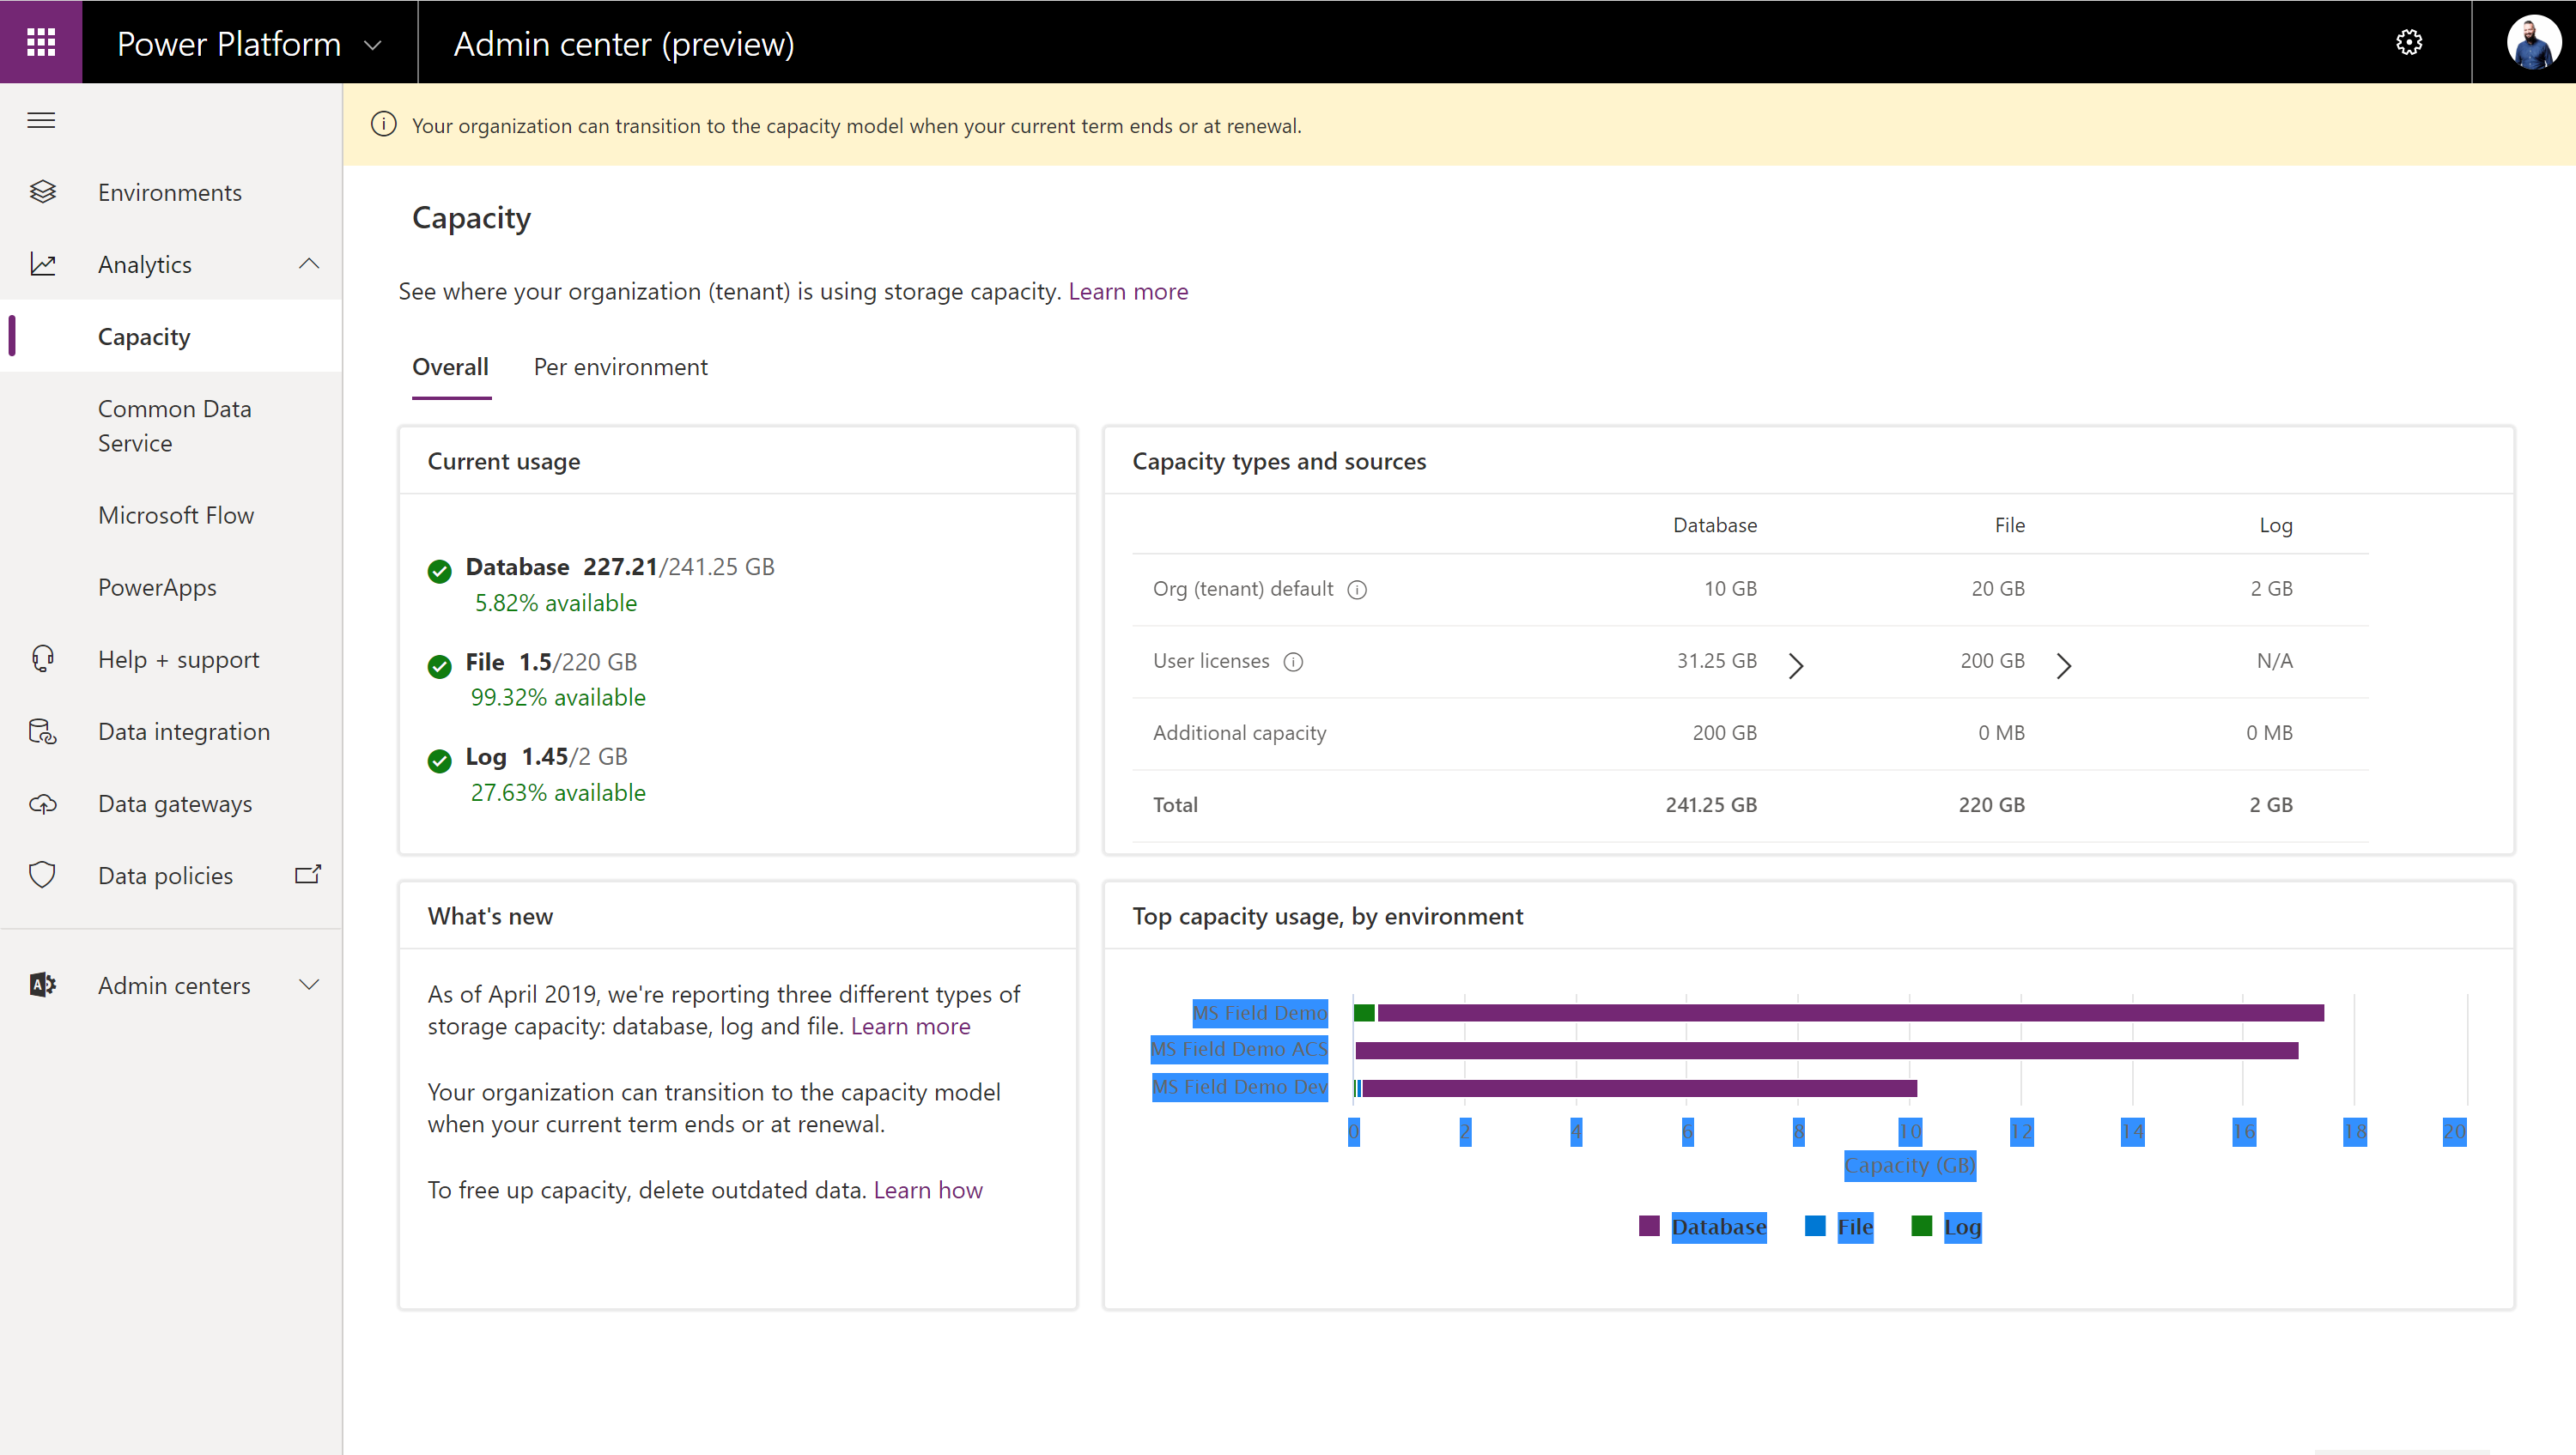 Power Platform
Admin center (preview)
Your organization can transition to the capacity model when your current term ends or at renewal.
Environments
Analytics
Capacity
Common Data
Service
Microsoft Flow
PowerApps
Help + support
Data integration
Data gateways
Data policies
Admin centers
Capacity
See where your organization (tenant) is using storage capacity. Learn more
Overall Per environment
Current usage
Database 227.21/241.25 GB
5.82% available
File 1.5/220 GB
99.32% available
Log 1.45/2 GB
27.63% available
Capacity types and sources
Database File Log
Org (tenant) default 10 GB 20 GB 2 GB
User licenses 31.25 GB 200 GB N/A
Additional capacity 200 GB 0 MB 0 MB
Total 241.25 GB 220 GB 2 GB
What's new
As of April 2019, we're reporting three different types of
storage capacity: database, log and file. Learn more
Your organization can transition to the capacity model
when your current term ends or at renewal.
To free up capacity, delete outdated data. Learn how
Top capacity usage, by environment
MS Field Demo
MS Field Demo ACS
MS Field Demo Dev
0 2 4 6 8 10 12 14 16 18 20
Capacity (GB)
Database File Log